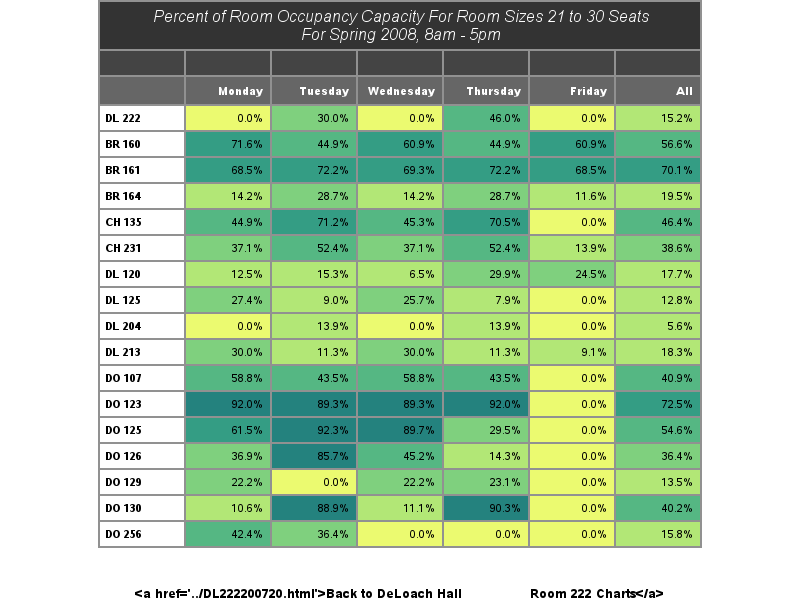 Percent of Room Occupancy Capacity For Room Sizes 21 to 30 Seats
For Spring 2008, 8am - 5pm
Monday Tuesday Wednesday Thursday Friday All
DL 222 0.0% 30.0% 0.0% 46.0% 0.0% 15.2%
BR 160 71.6% 44.9% 60.9% 44.9% 60.9% 56.6%
BR 161 68.5% 72.2% 69.3% 72.2% 68.5% 70.1%
BR 164 14.2% 28.7% 14.2% 28.7% 11.6% 19.5%
CH 135 44.9% 71.2% 45.3% 70.5% 0.0% 46.4%
CH 231 37.1% 52.4% 37.1% 52.4% 13.9% 38.6%
DL 120 12.5% 15.3% 6.5% 29.9% 24.5% 17.7%
DL 125 27.4% 9.0% 25.7% 7.9% 0.0% 12.8%
DL 204 0.0% 13.9% 0.0% 13.9% 0.0% 5.6%
DL 213 30.0% 11.3% 30.0% 11.3% 9.1% 18.3%
DO 107 58.8% 43.5% 58.8% 43.5% 0.0% 40.9%
DO 123 92.0% 89.3% 89.3% 92.0% 0.0% 72.5%
DO 125 61.5% 92.3% 89.7% 29.5% 0.0% 54.6%
DO 126 36.9% 85.7% 45.2% 14.3% 0.0% 36.4%
DO 129 22.2% 0.0% 22.2% 23.1% 0.0% 13.5%
DO 130 10.6% 88.9% 11.1% 90.3% 0.0% 40.2%
DO 256 42.4% 36.4% 0.0% 0.0% 0.0% 15.8%
<a href='../DL222200720.html'>Back to DeLoach Hall Room 222 Charts</a>